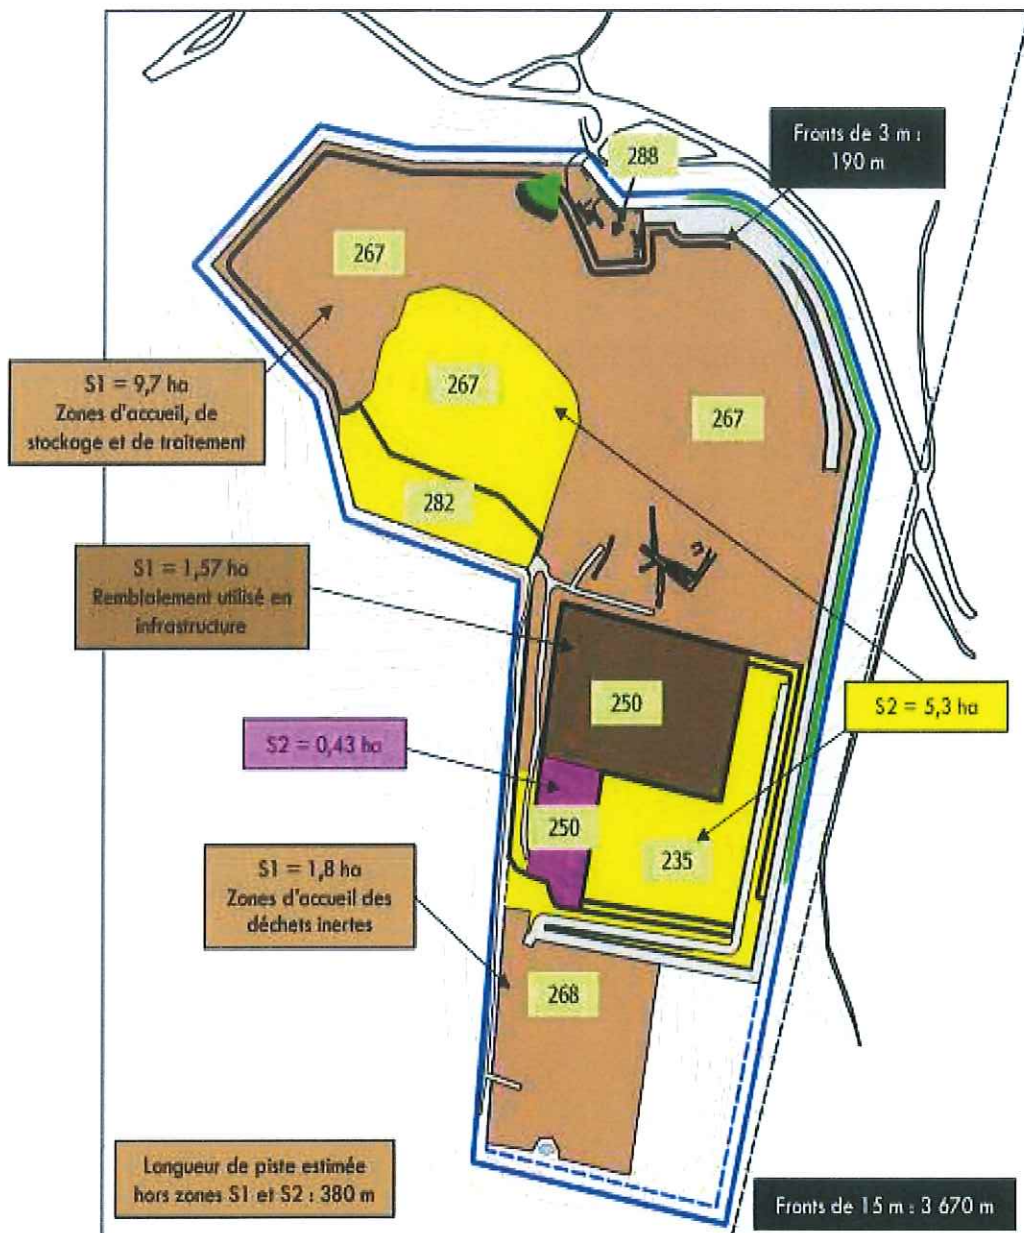 Fronts de 3 m :
190 m
288
267
267
267
S1 = 9,7 ha
Zones d'accueil, de
stockage et de traitement
282
S1 = 1,57 ha
Remblaiement utilisé en
infrastructure
250
S2 = 5,3 ha
S2 = 0,43 ha
250
235
S1 = 1,8 ha
Zones d'accueil des
déchets inertes
268
Longueur de piste estimée
hors zones S1 et S2 : 380 m
Fronts de 15 m : 3 670 m